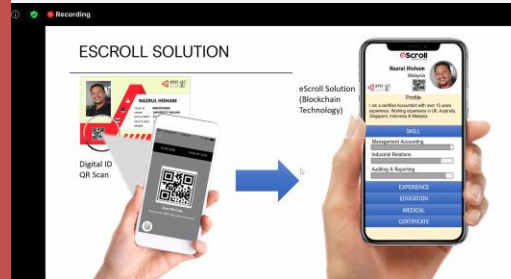 Recording
ESCROLL SOLUTION
NAZRUL HISHAM
Digital ID
QR Scan
eScroll Solution
(Blockchain
Technology)
eScroll
Nazrul Hisham
Malaysia
Profile
I am a certified Accountant with over 15 years
experience. Working experience in UK, Australia,
Singapore, Indonesia & Malaysia.
SKILL
Management Accounting
Industrial Relations
Auditing & Reporting
EXPERIENCE
EDUCATION
MEDICAL
CERTIFICATE